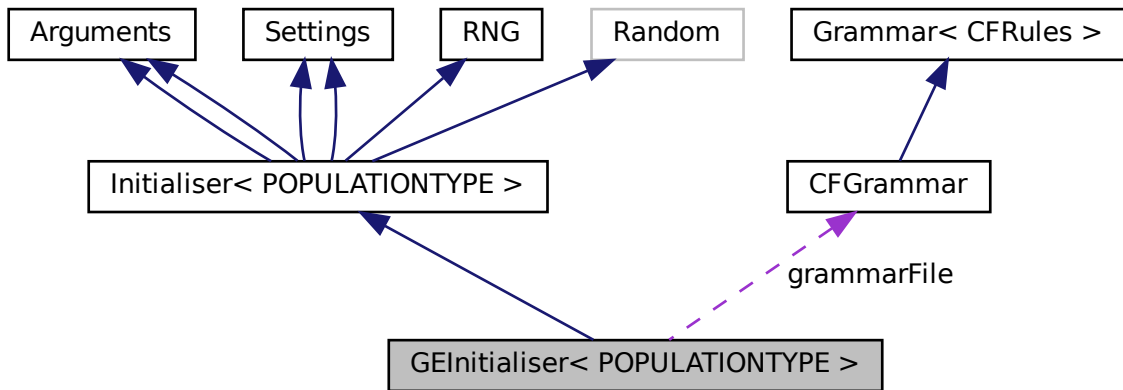 Arguments
Settings
RNG
Random
Grammar< CFRules >
Initialiser< POPULATIONTYPE >
CFGrammar
grammarFile
GEInitialiser< POPULATIONTYPE >